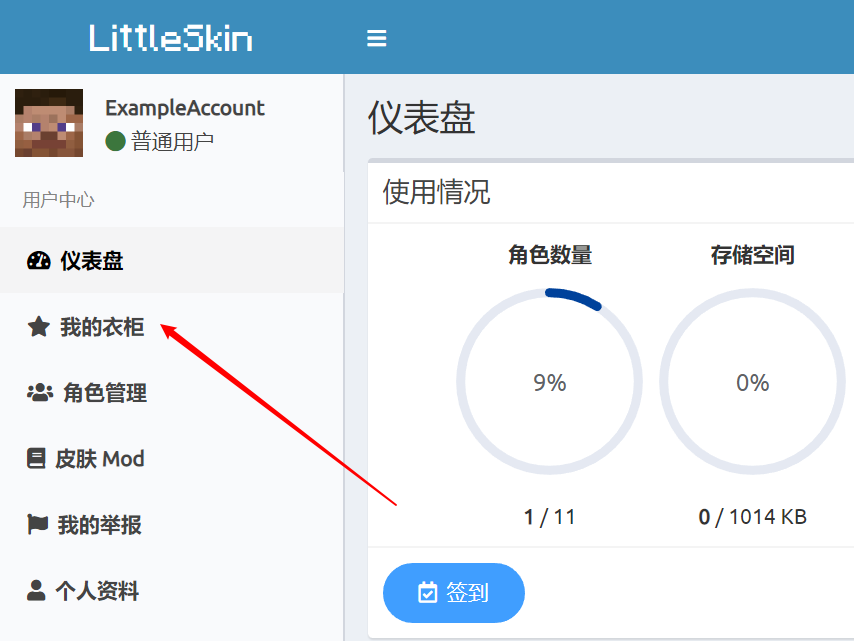 LittleSkin
ExampleAccount
普通用户
用户中心
仪表盘
我的衣柜
角色管理
皮肤 Mod
我的举报
个人资料
仪表盘
使用情况
角色数量
存储空间
9%
0%
1 / 11
0 / 1014 KB
签到